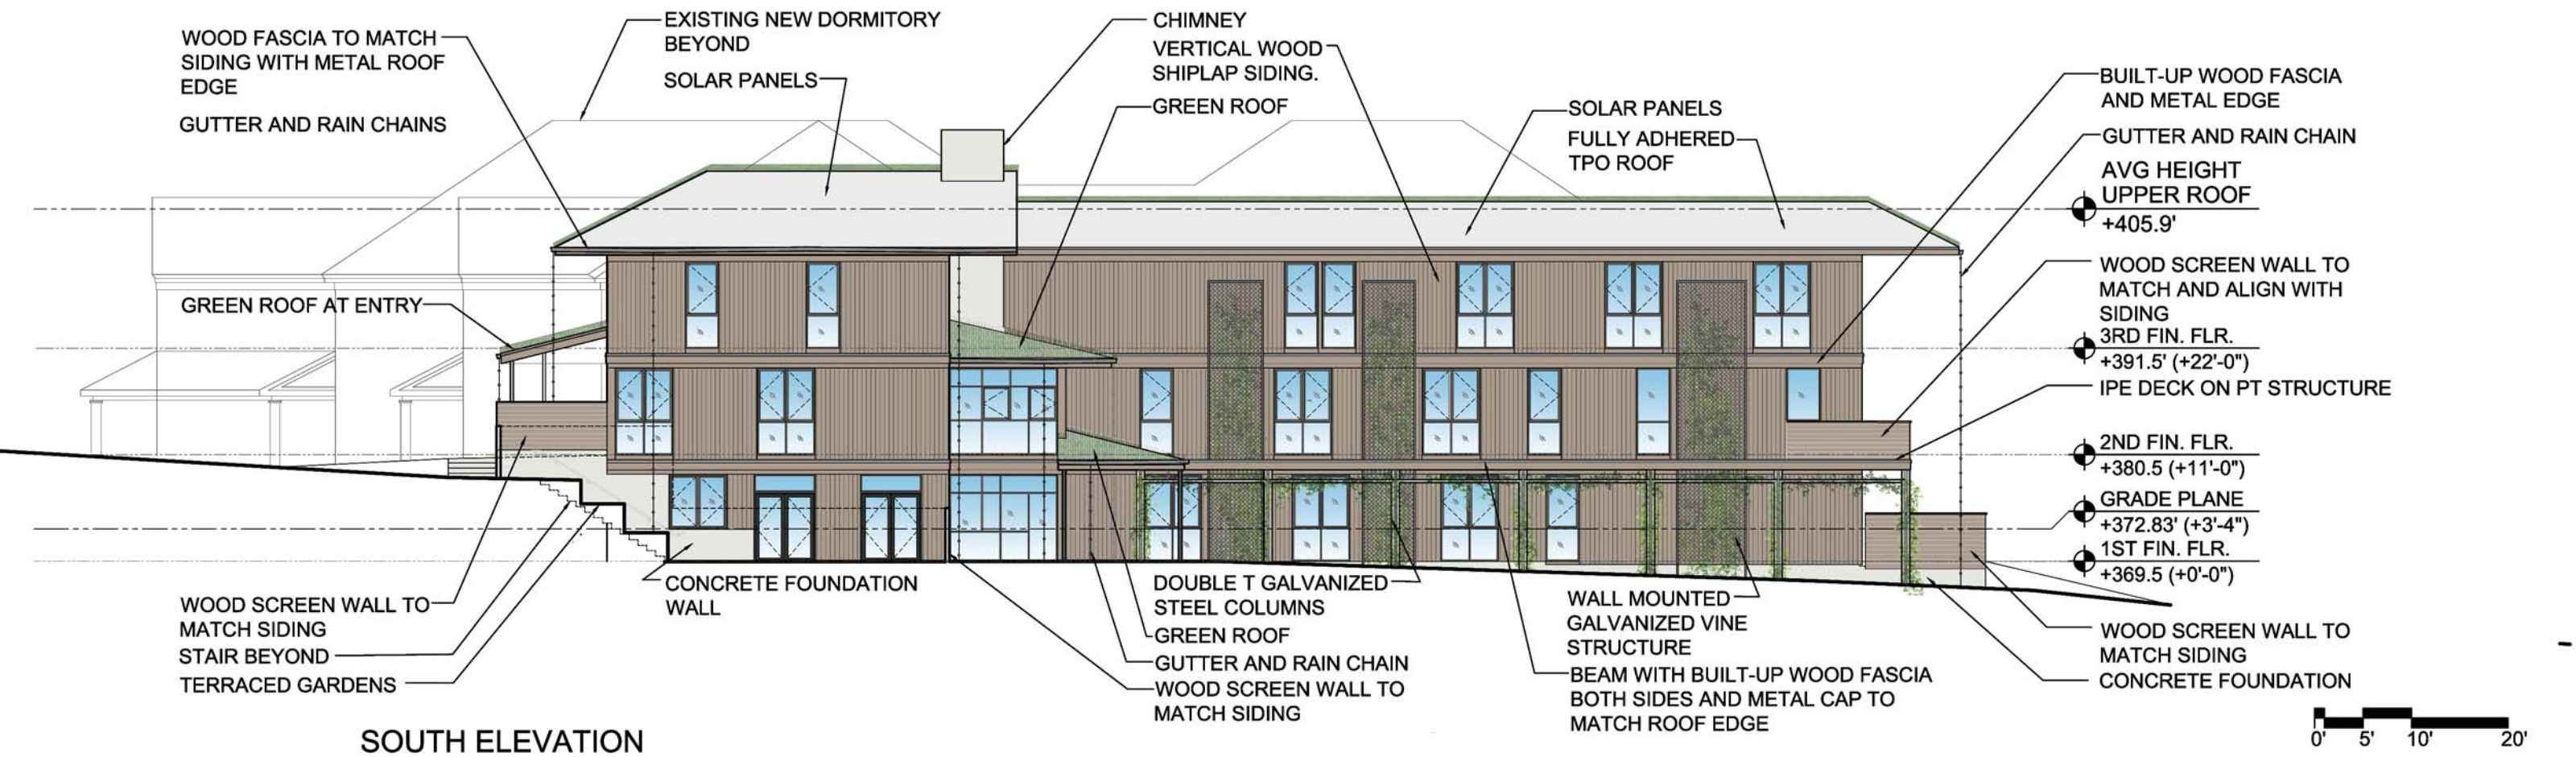 WOOD FASCIA TO MATCH
SIDING WITH METAL ROOF
EDGE
GUTTER AND RAIN CHAINS
EXISTING NEW DORMITORY
BEYOND
SOLAR PANELS
CHIMNEY
VERTICAL WOOD
SHIPLAP SIDING.
GREEN ROOF
SOLAR PANELS
FULLY ADHERED
TPO ROOF
BUILT-UP WOOD FASCIA
AND METAL EDGE
GUTTER AND RAIN CHAIN
AVG HEIGHT
UPPER ROOF
+405.9'
WOOD SCREEN WALL TO
MATCH AND ALIGN WITH
SIDING
3RD FIN. FLR.
+391.5' (+22'-0")
IPE DECK ON PT STRUCTURE
2ND FIN. FLR.
+380.5 (+11'-0")
GRADE PLANE
+372.83' (+3'-4")
1ST FIN. FLR.
+369.5 (+0'-0")
GREEN ROOF AT ENTRY
WOOD SCREEN WALL TO
MATCH SIDING
STAIR BEYOND
TERRACED GARDENS
CONCRETE FOUNDATION
WALL
DOUBLE T GALVANIZED
STEEL COLUMNS
GREEN ROOF
GUTTER AND RAIN CHAIN
WOOD SCREEN WALL TO
MATCH SIDING
WALL MOUNTED
GALVANIZED VINE
STRUCTURE
BEAM WITH BUILT-UP WOOD FASCIA
BOTH SIDES AND METAL CAP TO
MATCH ROOF EDGE
WOOD SCREEN WALL TO
MATCH SIDING
CONCRETE FOUNDATION
SOUTH ELEVATION
0' 5' 10' 20'